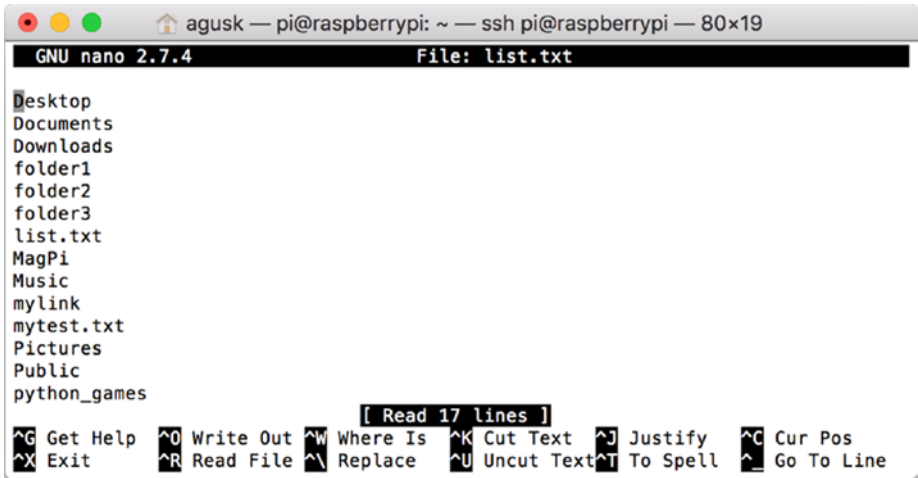 agusk — pi@raspberrypi: ~ — ssh pi@raspberrypi — 80×19
GNU nano 2.7.4 File: list.txt
Desktop
Documents
Downloads
folder1
folder2
folder3
list.txt
MagPi
Music
mylink
mytest.txt
Pictures
Public
python_games
[ Read 17 lines ]
^G Get Help ^O Write Out ^W Where Is ^K Cut Text ^J Justify ^C Cur Pos
^X Exit ^R Read File ^\ Replace ^U Uncut Text^T To Spell ^_ Go To Line